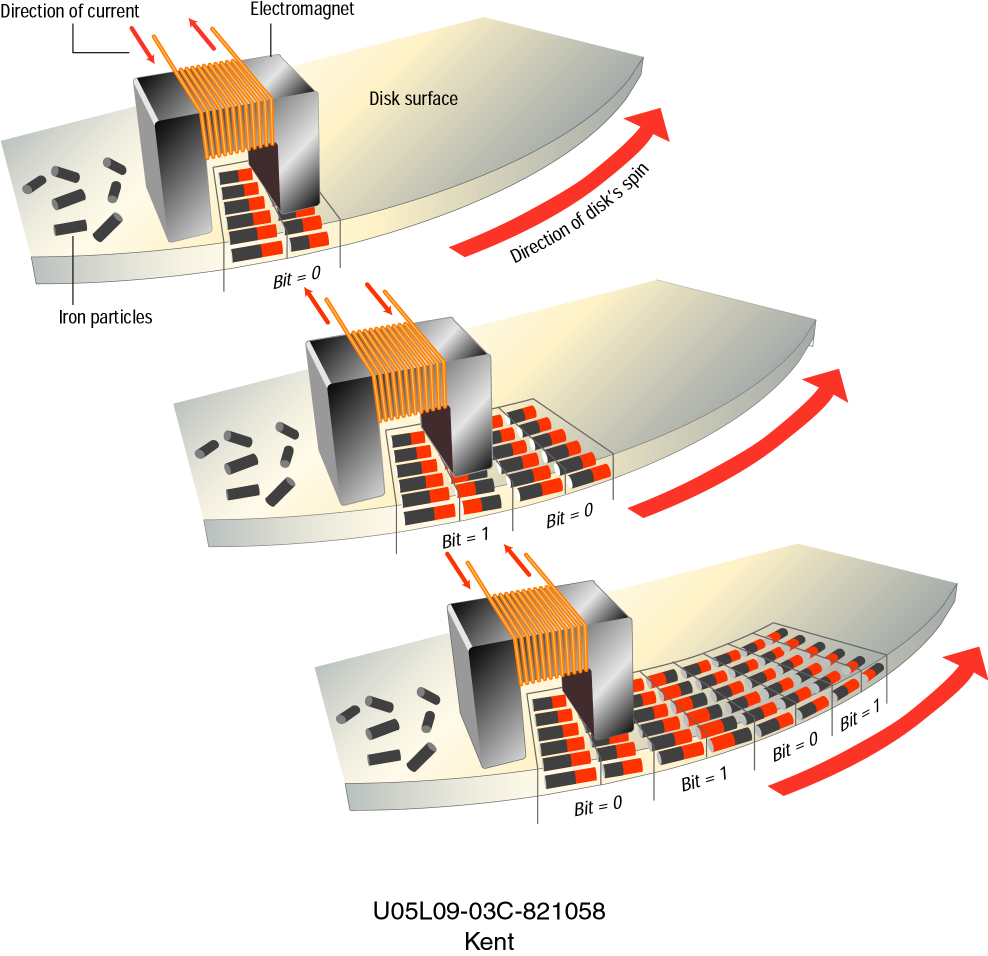 Direction of current
Electromagnet
Disk surface
Direction of disk's spin
Iron particles
Bit = 0
Bit = 1
Bit = 0
Bit = 0
Bit = 1
Bit = 0
Bit = 1
U05L09-03C-821058
Kent